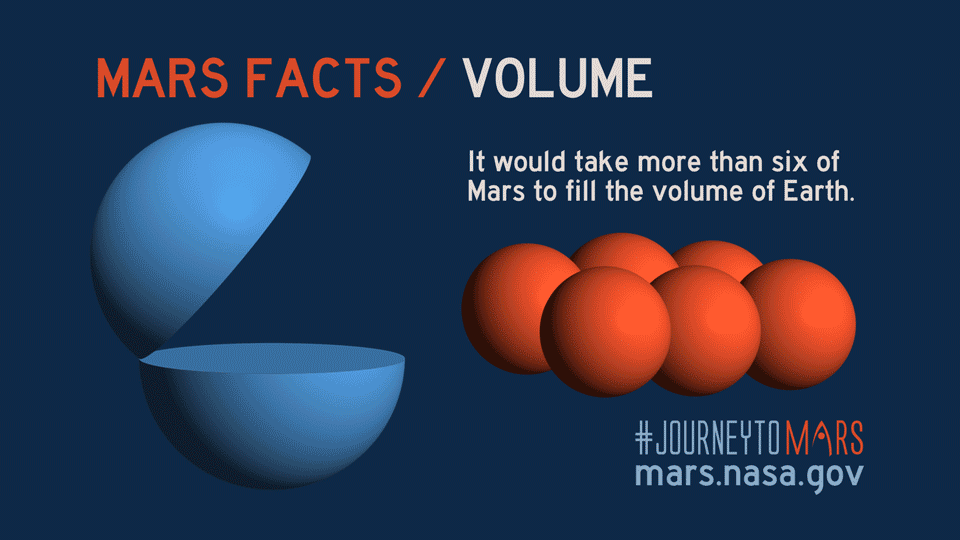 MARS FACTS / VOLUME
It would take more than six of
Mars to fill the volume of Earth.
#JOURNEYTOMARS
mars.nasa.gov